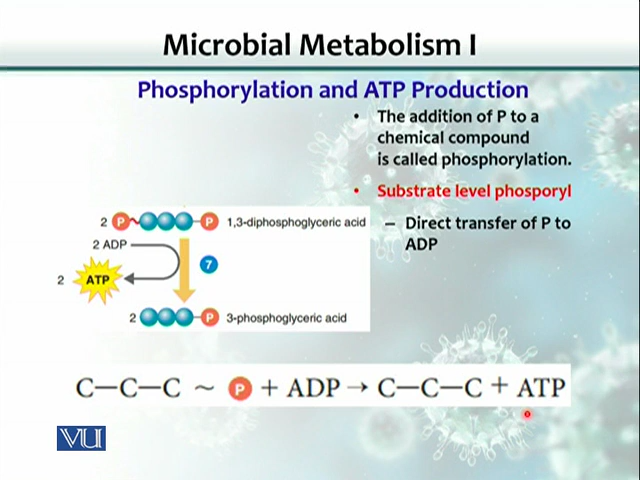 Microbial Metabolism I
Phosphorylation and ATP Production
• The addition of P to a
chemical compound
is called phosphorylation.
• Substrate level phosporyl
– Direct transfer of P to
ADP
2 P P 1,3-diphosphoglyceric acid
2 ADP
7
2 ATP
2 P 3-phosphoglyceric acid
C—C—C ~ P + ADP → C—C—C + ATP
VU